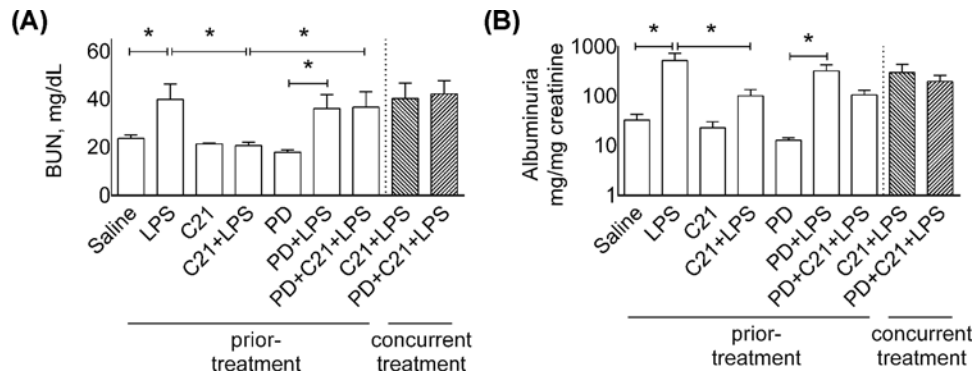 (A)
BUN, mg/dL
60
40
20
0
*
*
*
*
Saline
LPS
C21
C21+LPS
PD
PD+LPS
PD+C21+LPS
C21+LPS
PD+C21+LPS
prior-
treatment
concurrent
treatment
(B)
Albuminuria
mg/mg creatinine
1000
100
10
1
*
*
*
Saline
LPS
C21
C21+LPS
PD
PD+LPS
PD+C21+LPS
C21+LPS
PD+C21+LPS
prior-
treatment
concurrent
treatment